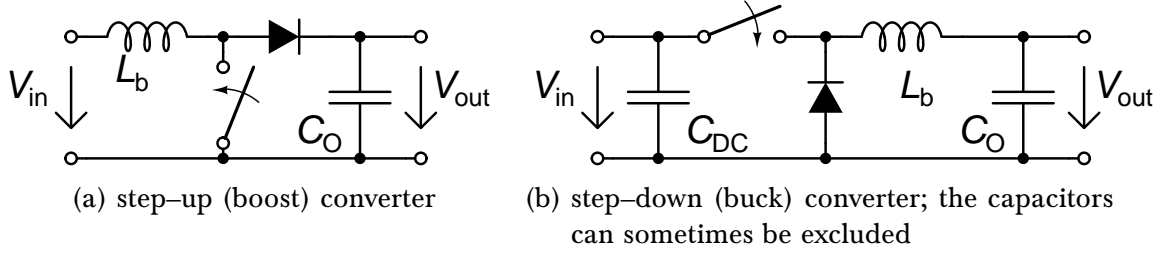 L_b
V_in
V_out
C_O
V_in
C_DC
L_b
C_O
V_out
(a) step–up (boost) converter
(b) step–down (buck) converter; the capacitors
can sometimes be excluded